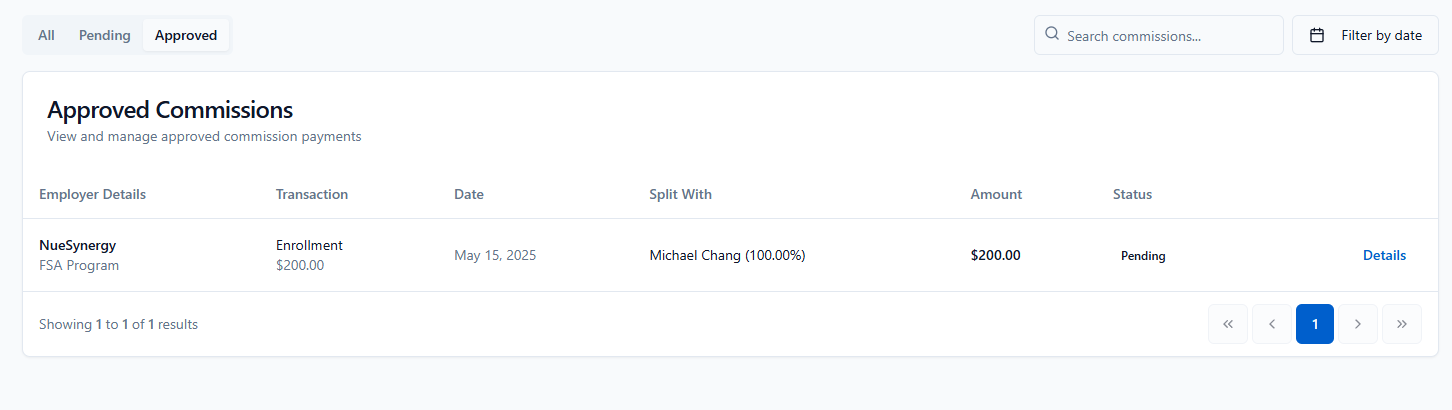 All Pending Approved Search commissions... Filter by date
Approved Commissions
View and manage approved commission payments
Employer Details Transaction Date Split With Amount Status
NueSynergy Enrollment May 15, 2025 Michael Chang (100.00%) $200.00 Pending Details
FSA Program $200.00
Showing 1 to 1 of 1 results « ‹ 1 › »